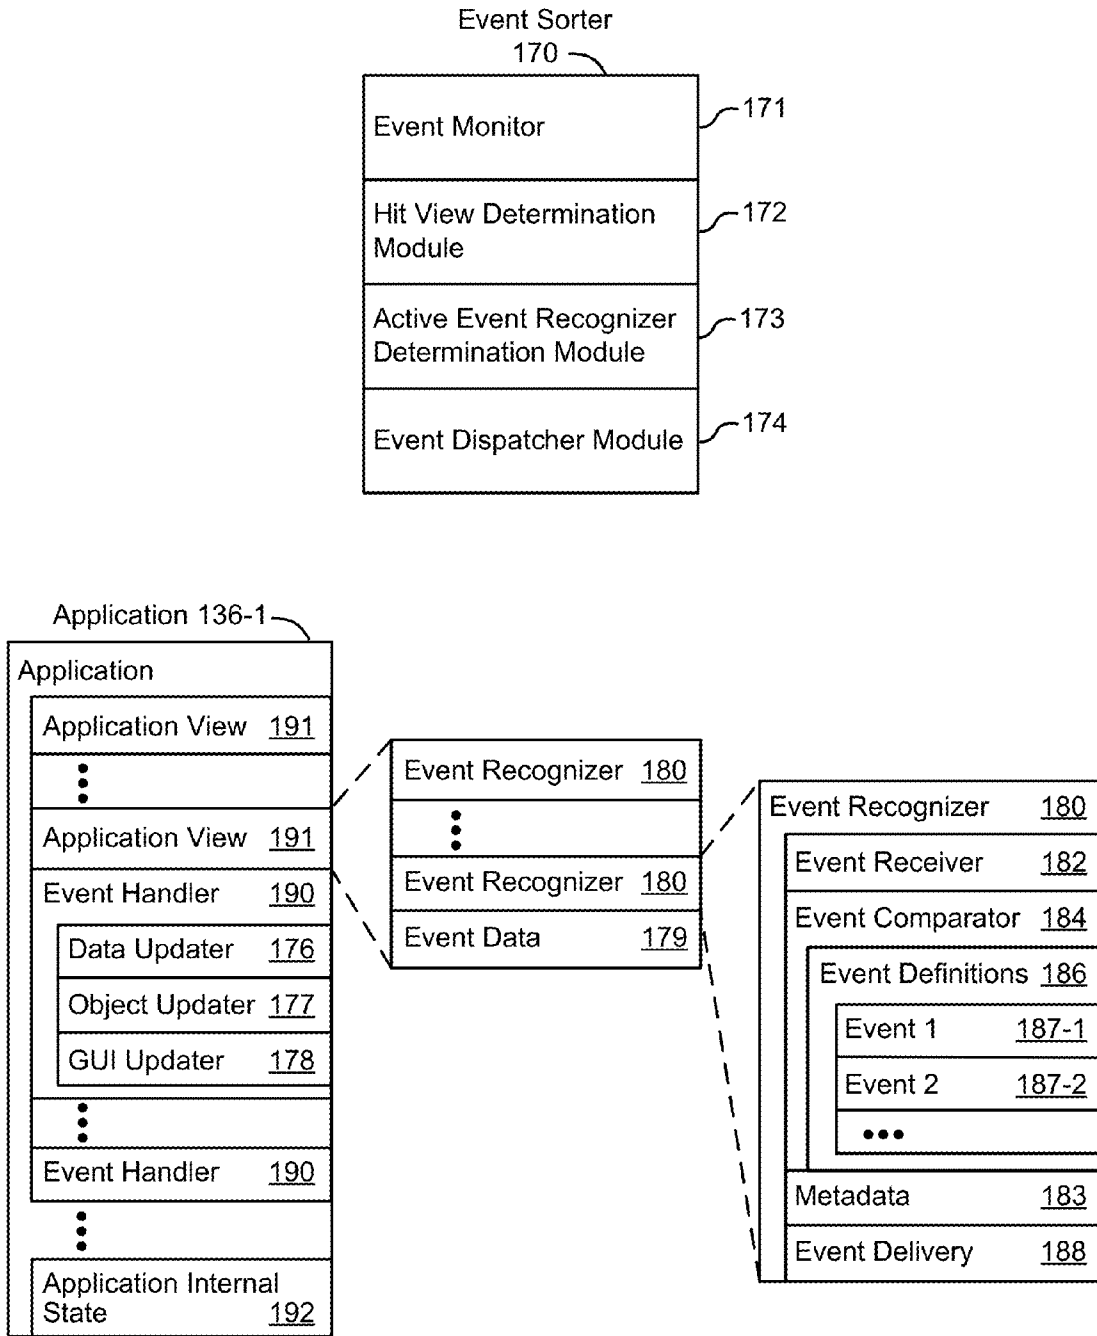 Event Sorter
170
Event Monitor
171
Hit View Determination
Module
172
Active Event Recognizer
Determination Module
173
Event Dispatcher Module
174
Application 136-1
Application
Application View 191
Application View 191
Event Handler 190
Data Updater 176
Object Updater 177
GUI Updater 178
Event Handler 190
Application Internal
State 192
Event Recognizer 180
Event Recognizer 180
Event Data 179
Event Recognizer 180
Event Receiver 182
Event Comparator 184
Event Definitions 186
Event 1 187-1
Event 2 187-2
Metadata 183
Event Delivery 188